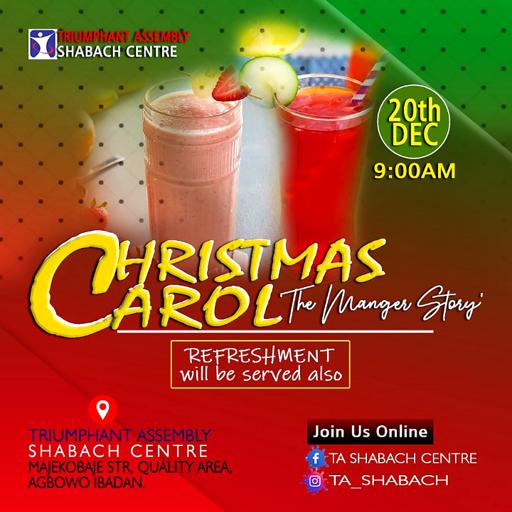 TRIUMPHANT ASSEMBLY
SHABACH CENTRE
20th
DEC
9:00AM
CHRISTMAS
CAROL 'The Manger Story'
REFRESHMENT
will be served also
TRIUMPHANT ASSEMBLY
SHABACH CENTRE
MAJEKOBAJE STR, QUALITY AREA,
AGBOWO IBADAN.
Join Us Online
TA SHABACH CENTRE
TA_SHABACH